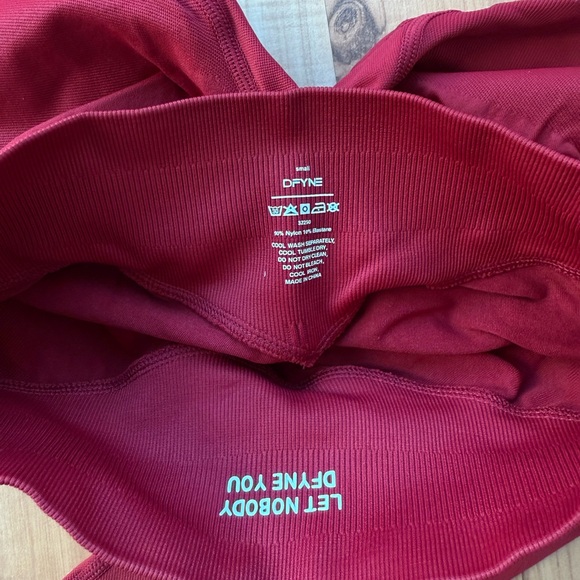 small
DFYNE
52200
90% Nylon 10% Elastane
COOL WASH SEPARATELY,
COOL TUMBLE DRY,
DO NOT DRY CLEAN,
DO NOT BLEACH,
COOL IRON,
MADE IN CHINA
LET NOBODY
DFYNE YOU